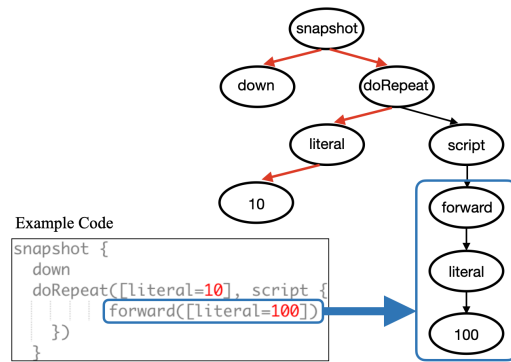 snapshot
down
doRepeat
literal
script
10
forward
literal
100
Example Code
snapshot {
down
doRepeat([literal=10], script {
forward([literal=100])
})
}